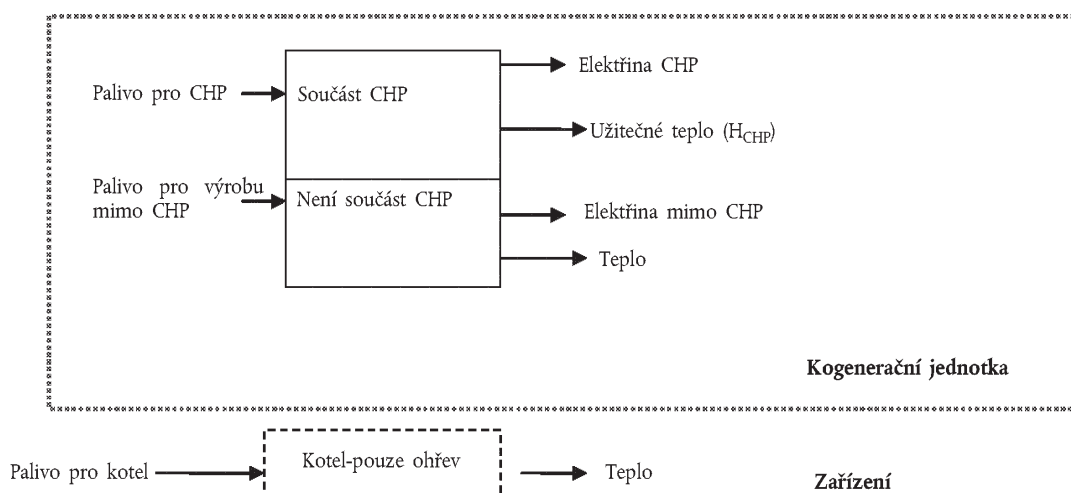 Elektřina CHP
Palivo pro CHP
Součást CHP
Užitečné teplo (HCHP)
Palivo pro výrobu
mimo CHP
Není součást CHP
Elektřina mimo CHP
Teplo
Kogenerační jednotka
Palivo pro kotel
Kotel-pouze ohřev
Teplo
Zařízení